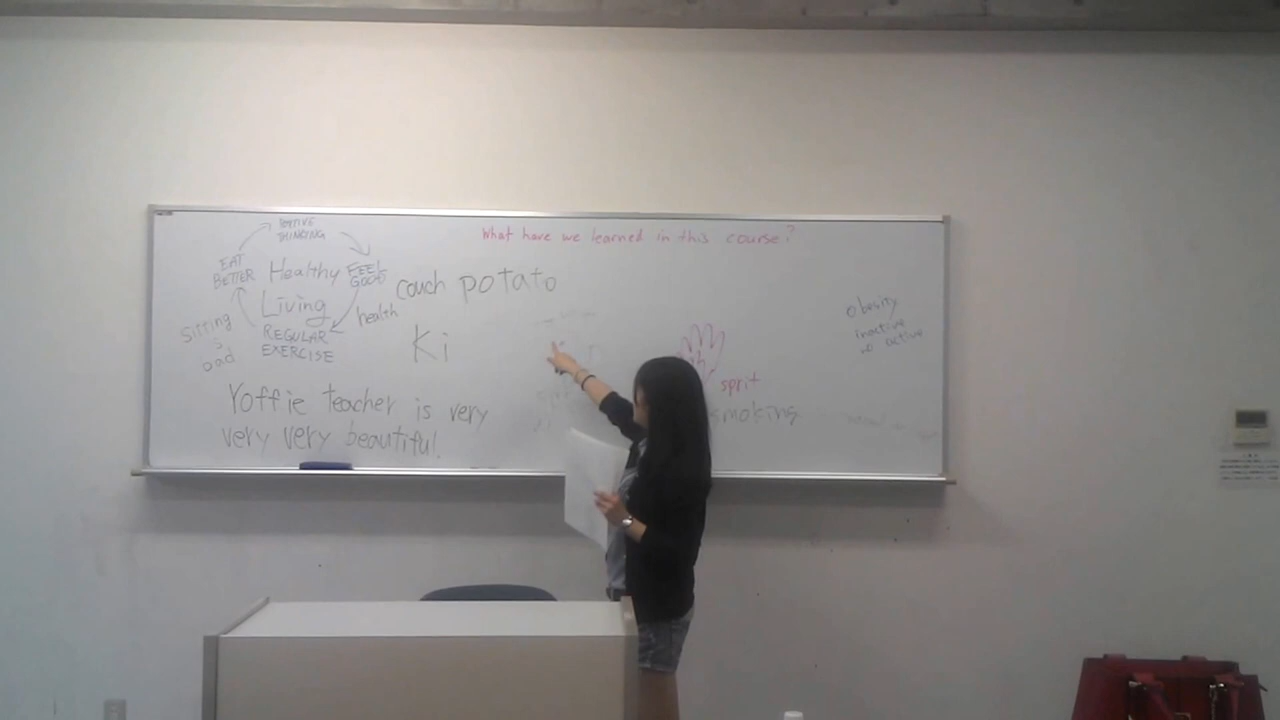 What have we learned in this course?
POSITIVE
THINKING
EAT
BETTER
Healthy
Living
FEEL
GOOD
REGULAR
EXERCISE
health
Sitting
is
bad
couch potato
Ki
Yoffie teacher is very
very very beautiful!
sprit
smoking
obesity
inactive
no active